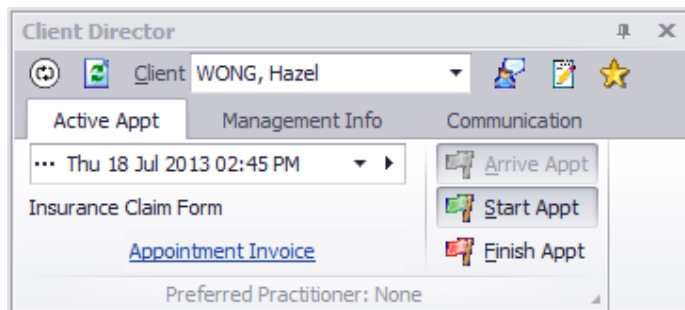 Client Director
Client WONG, Hazel
Active Appt Management Info Communication
··· Thu 18 Jul 2013 02:45 PM Arrive Appt
Insurance Claim Form Start Appt
Appointment Invoice Finish Appt
Preferred Practitioner: None